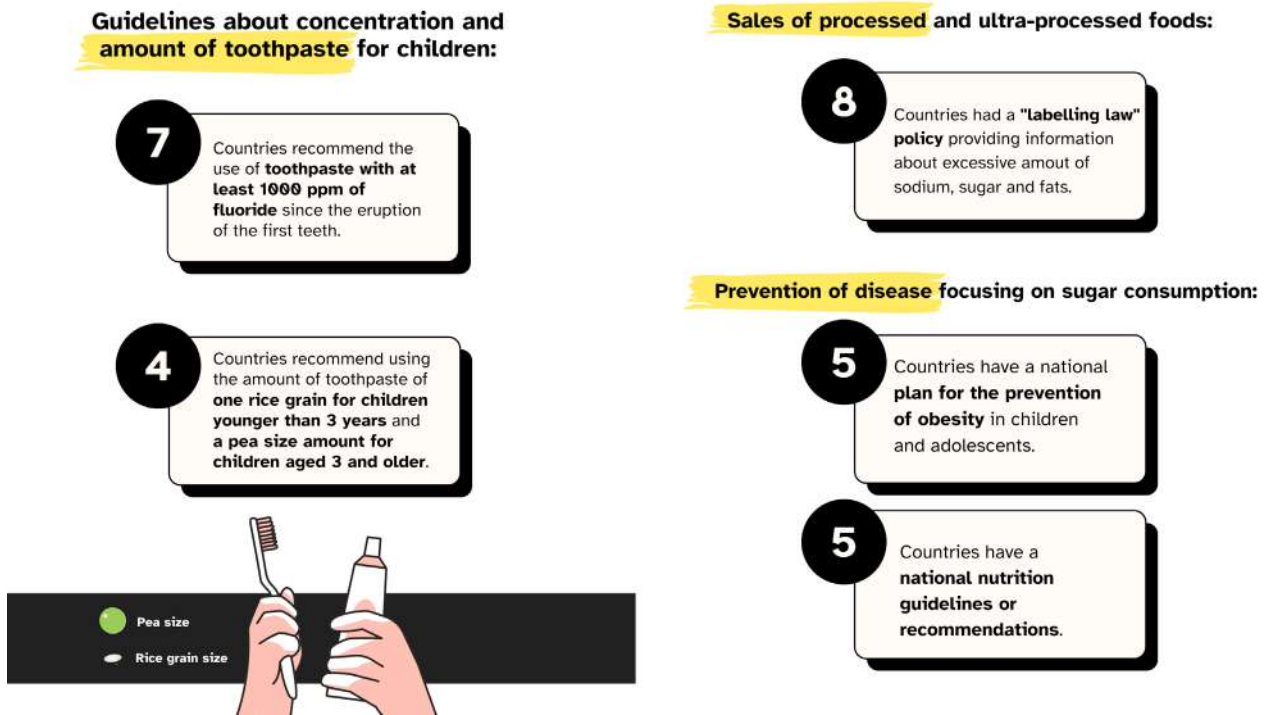 Guidelines about concentration and
amount of toothpaste for children:
7
Countries recommend the
use of toothpaste with at
least 1000 ppm of
fluoride since the eruption
of the first teeth.
4
Countries recommend using
the amount of toothpaste of
one rice grain for children
younger than 3 years and
a pea size amount for
children aged 3 and older.
Pea size
Rice grain size
Sales of processed and ultra-processed foods:
8
Countries had a "labelling law"
policy providing information
about excessive amout of
sodium, sugar and fats.
Prevention of disease focusing on sugar consumption:
5
Countries have a national
plan for the prevention
of obesity in children
and adolescents.
5
Countries have a
national nutrition
guidelines or
recommendations.